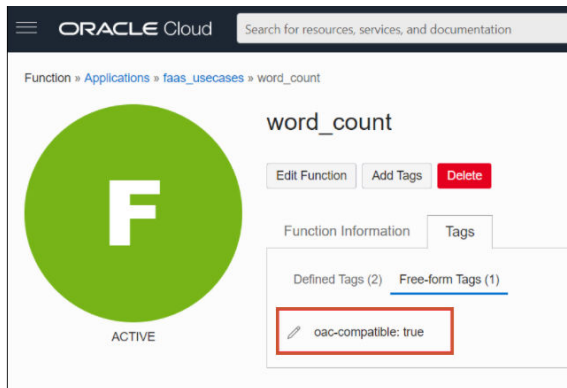 ORACLE Cloud
Search for resources, services, and documentation
Function » Applications » faas_usecases » word_count
F
ACTIVE
word_count
Edit Function
Add Tags
Delete
Function Information
Tags
Defined Tags (2)
Free-form Tags (1)
oac-compatible: true